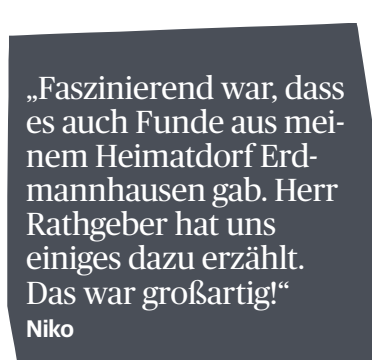 „Faszinierend war, dass
es auch Funde aus mei-
nem Heimatdorf Erd-
mannhausen gab. Herr
Rathgeber hat uns
einiges dazu erzählt.
Das war großartig!“
Niko